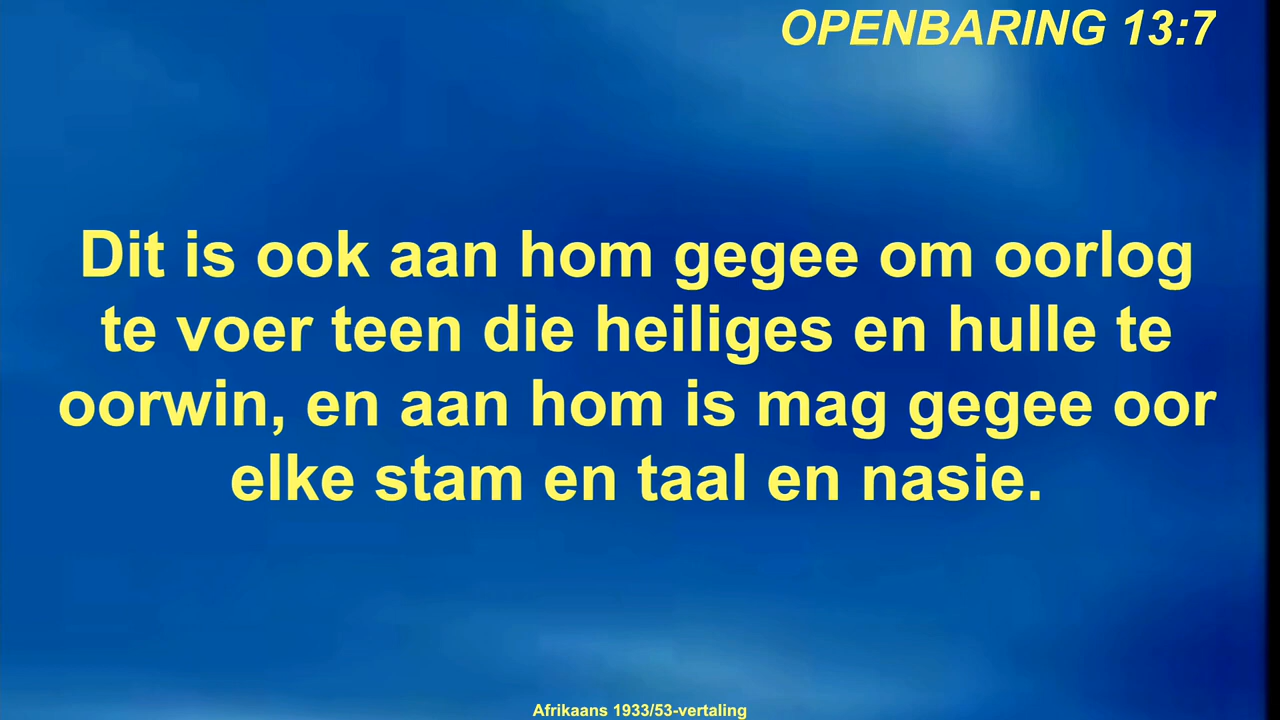 OPENBARING 13:7
Dit is ook aan hom gegee om oorlog
te voer teen die heiliges en hulle te
oorwin, en aan hom is mag gegee oor
elke stam en taal en nasie.
Afrikaans 1933/53-vertaling